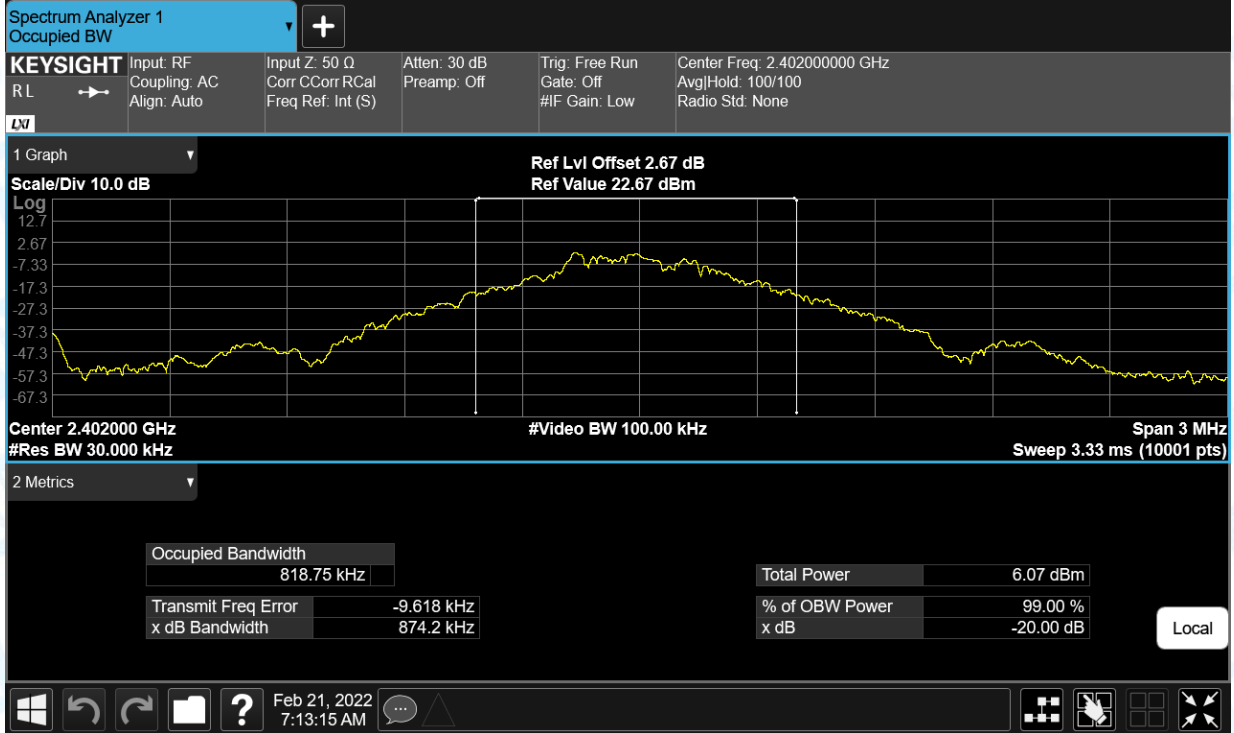 Spectrum Analyzer 1
Occupied BW
KEYSIGHT
R L
LXI
Input: RF
Coupling: AC
Align: Auto
Input Z: 50 Ω
Corr CCorr RCal
Freq Ref: Int (S)
Atten: 30 dB
Preamp: Off
Trig: Free Run
Gate: Off
#IF Gain: Low
Center Freq: 2.402000000 GHz
Avg|Hold: 100/100
Radio Std: None
1 Graph
Scale/Div 10.0 dB
Ref Lvl Offset 2.67 dB
Ref Value 22.67 dBm
Log
12.7
2.67
-7.33
-17.3
-27.3
-37.3
-47.3
-57.3
-67.3
Center 2.402000 GHz
#Res BW 30.000 kHz
#Video BW 100.00 kHz
Span 3 MHz
Sweep 3.33 ms (10001 pts)
2 Metrics
Occupied Bandwidth
818.75 kHz
Transmit Freq Error -9.618 kHz
x dB Bandwidth 874.2 kHz
Total Power 6.07 dBm
% of OBW Power 99.00 %
x dB -20.00 dB
Local
?
Feb 21, 2022
7:13:15 AM